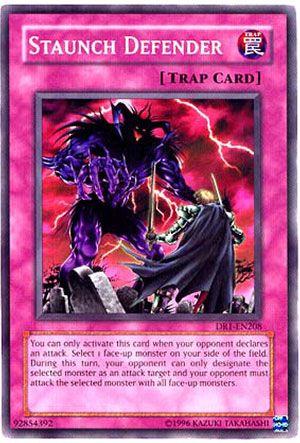 STAUNCH DEFENDER
TRAP
罠
[TRAP CARD]
DR1-EN208
You can only activate this card when your opponent declares
an attack. Select 1 face-up monster on your side of the field.
During this turn, your opponent can only designate the
selected monster as an attack target and your opponent must
attack the selected monster with all face-up monsters.
92854392
©1996 KAZUKI TAKAHASHI